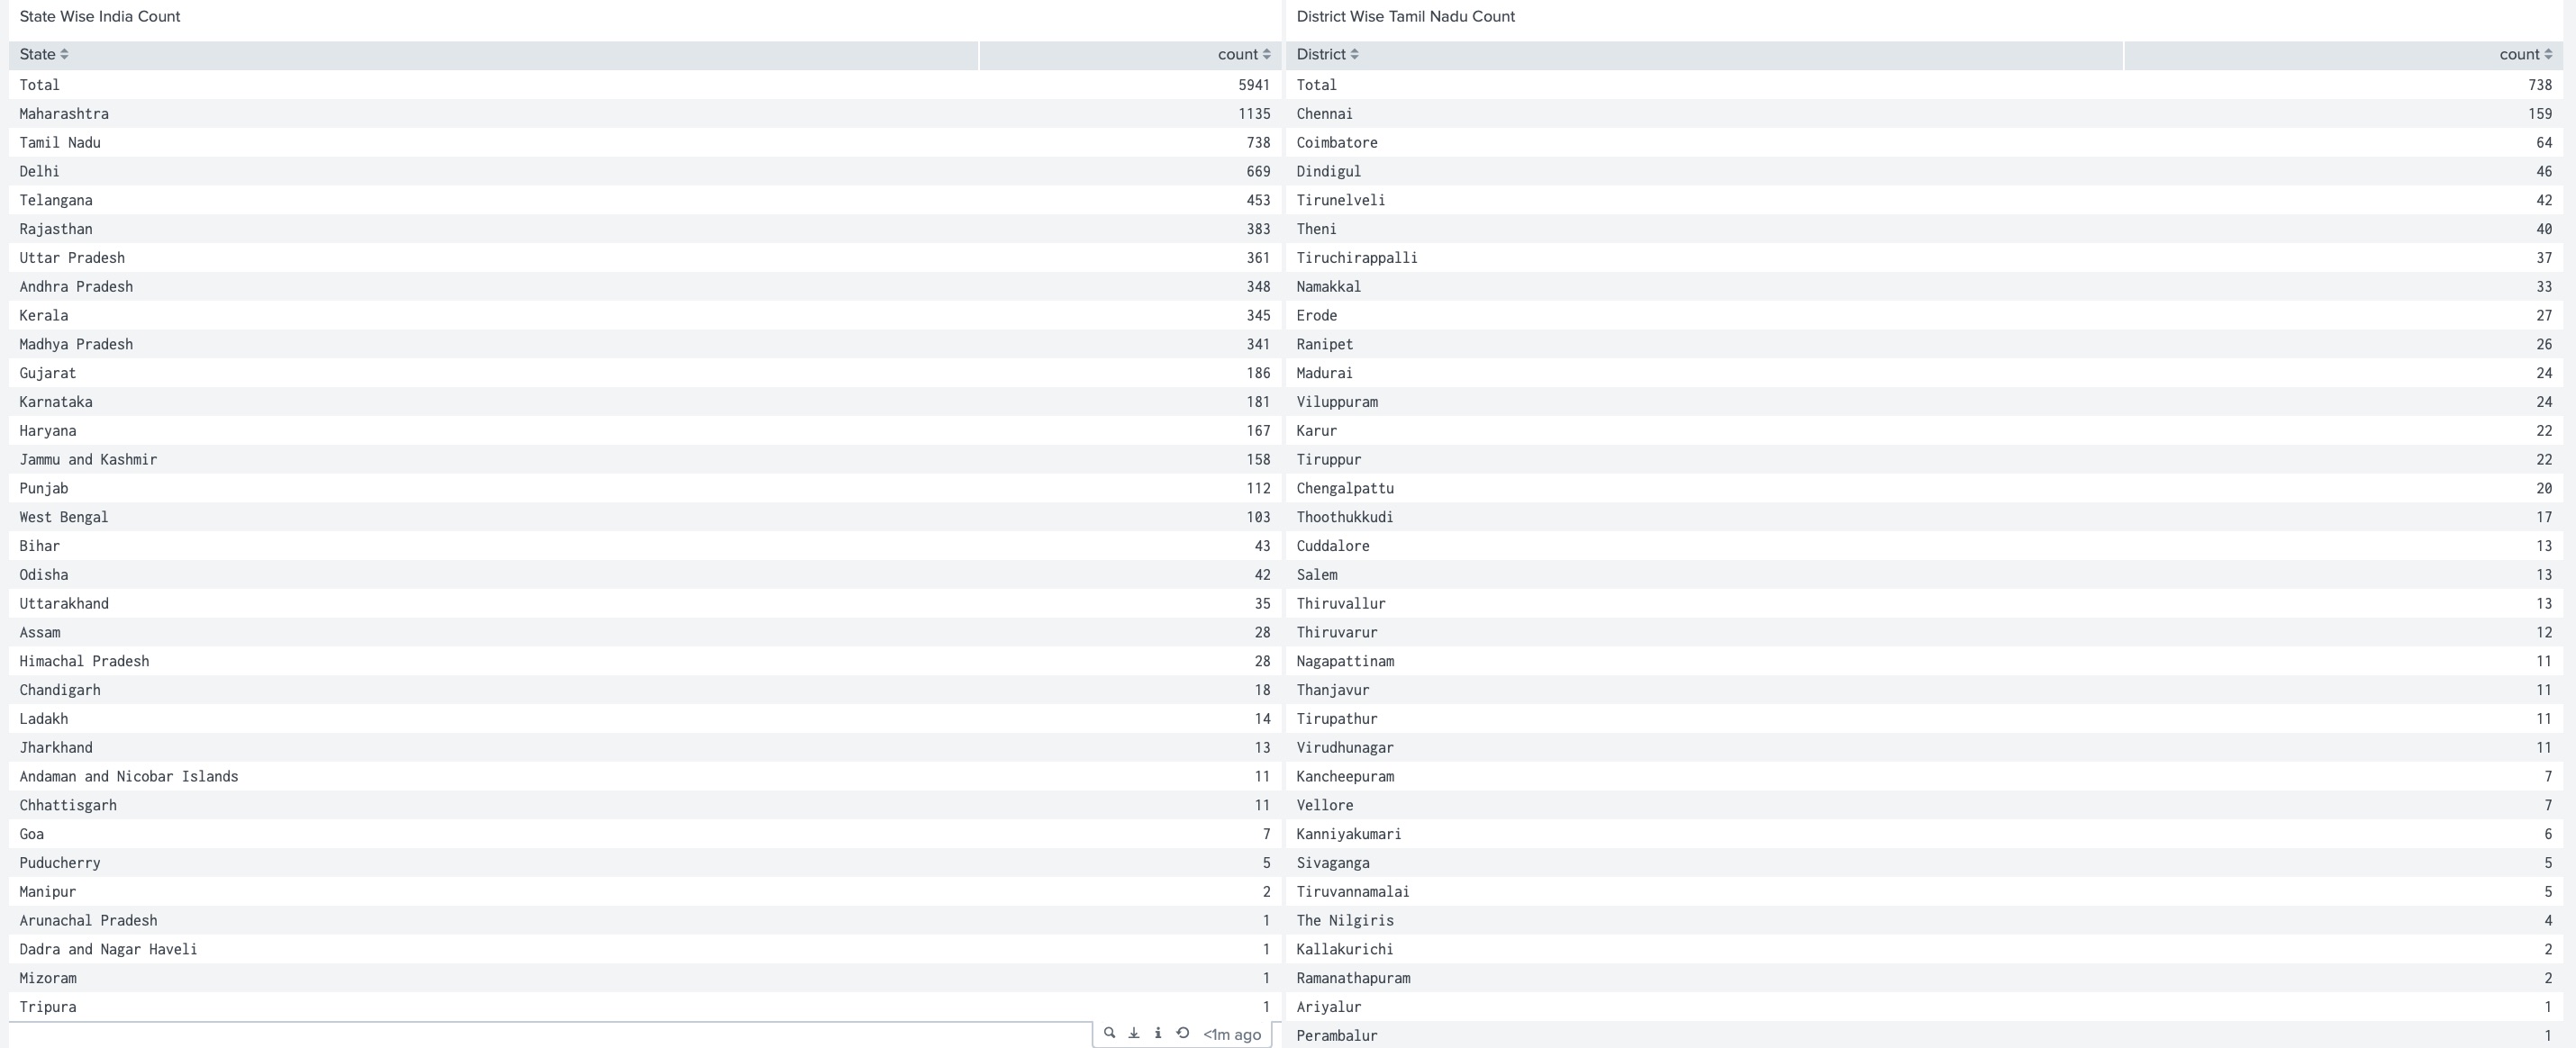 State Wise India Count
State count
Total 5941
Maharashtra 1135
Tamil Nadu 738
Delhi 669
Telangana 453
Rajasthan 383
Uttar Pradesh 361
Andhra Pradesh 348
Kerala 345
Madhya Pradesh 341
Gujarat 186
Karnataka 181
Haryana 167
Jammu and Kashmir 158
Punjab 112
West Bengal 103
Bihar 43
Odisha 42
Uttarakhand 35
Assam 28
Himachal Pradesh 28
Chandigarh 18
Ladakh 14
Jharkhand 13
Andaman and Nicobar Islands 11
Chhattisgarh 11
Goa 7
Puducherry 5
Manipur 2
Arunachal Pradesh 1
Dadra and Nagar Haveli 1
Mizoram 1
Tripura 1
<1m ago
District Wise Tamil Nadu Count
District count
Total 738
Chennai 159
Coimbatore 64
Dindigul 46
Tirunelveli 42
Theni 40
Tiruchirappalli 37
Namakkal 33
Erode 27
Ranipet 26
Madurai 24
Viluppuram 24
Karur 22
Tiruppur 22
Chengalpattu 20
Thoothukkudi 17
Cuddalore 13
Salem 13
Thiruvallur 13
Thiruvarur 12
Nagapattinam 11
Thanjavur 11
Tirupathur 11
Virudhunagar 11
Kancheepuram 7
Vellore 7
Kanniyakumari 6
Sivaganga 5
Tiruvannamalai 5
The Nilgiris 4
Kallakurichi 2
Ramanathapuram 2
Ariyalur 1
Perambalur 1